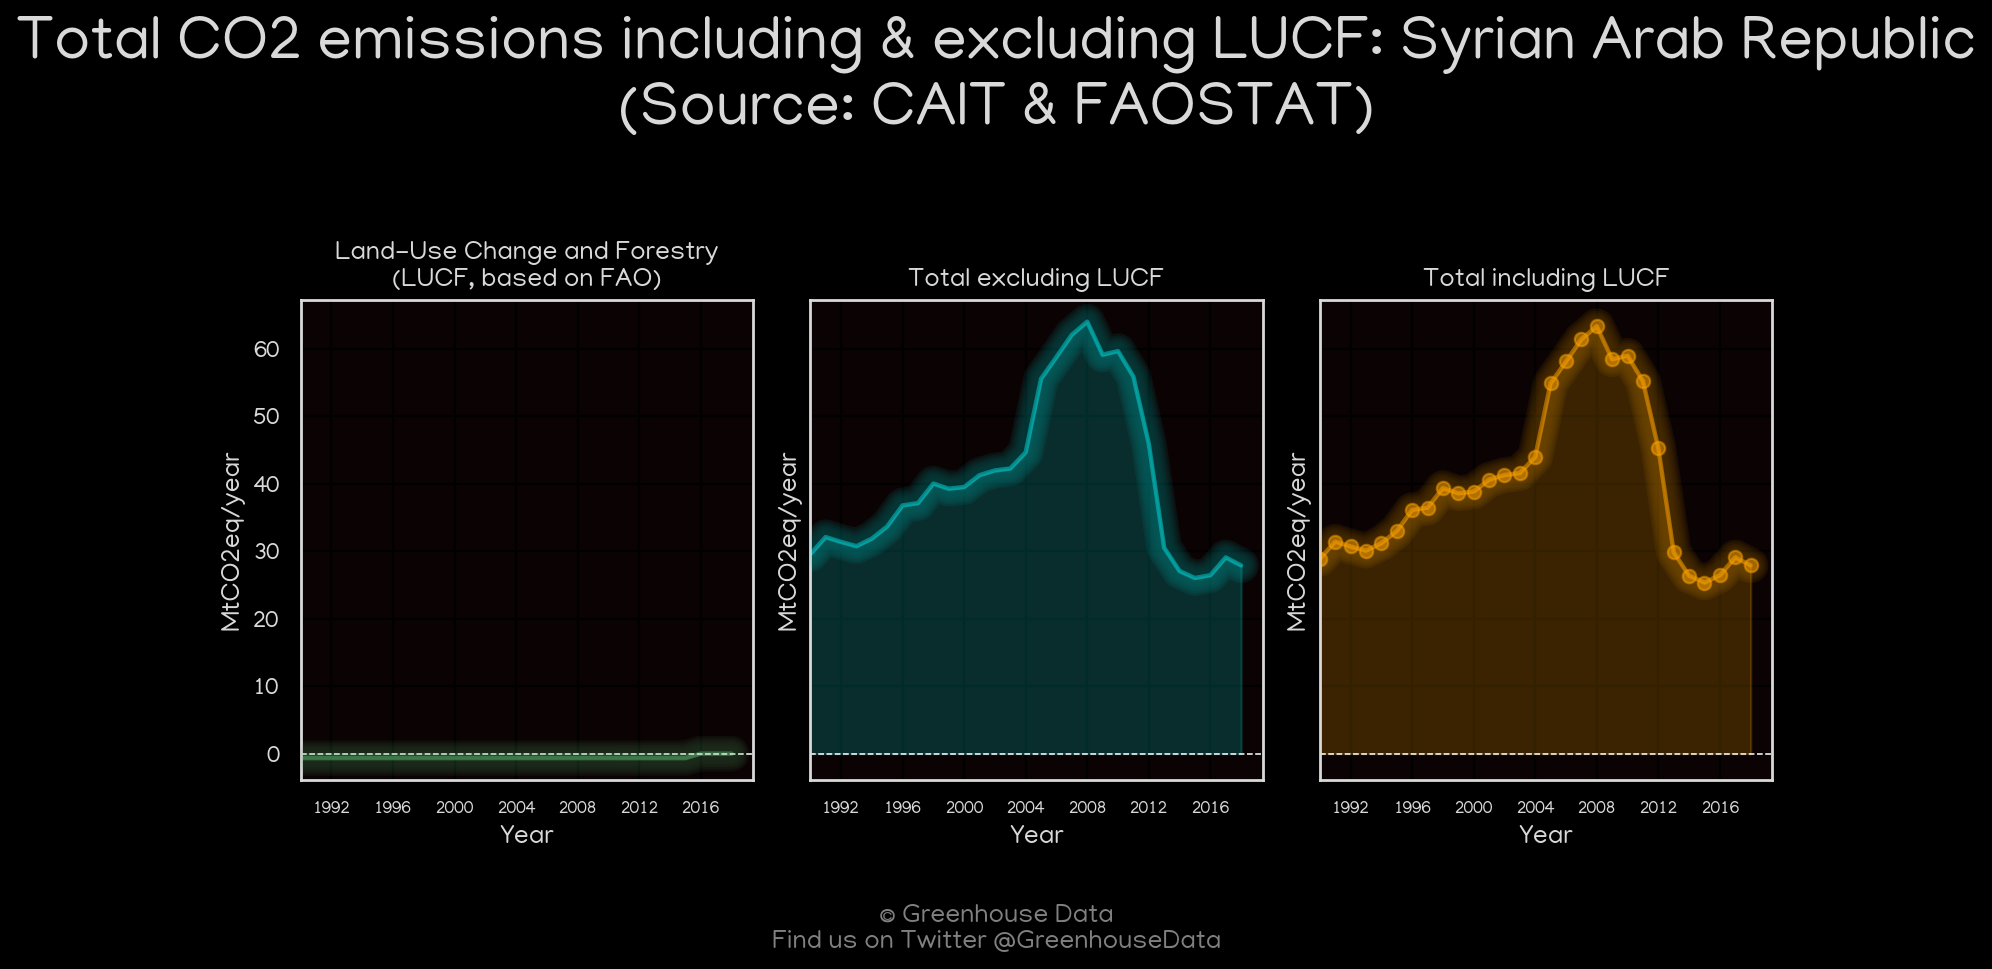 Total CO2 emissions including & excluding LUCF: Syrian Arab Republic
(Source: CAIT & FAOSTAT)
Land-Use Change and Forestry
(LUCF, based on FAO)
MtCO2eq/year
60
50
40
30
20
10
0
1992 1996 2000 2004 2008 2012 2016
Year
Total excluding LUCF
MtCO2eq/year
1992 1996 2000 2004 2008 2012 2016
Year
Total including LUCF
MtCO2eq/year
1992 1996 2000 2004 2008 2012 2016
Year
© Greenhouse Data
Find us on Twitter @GreenhouseData